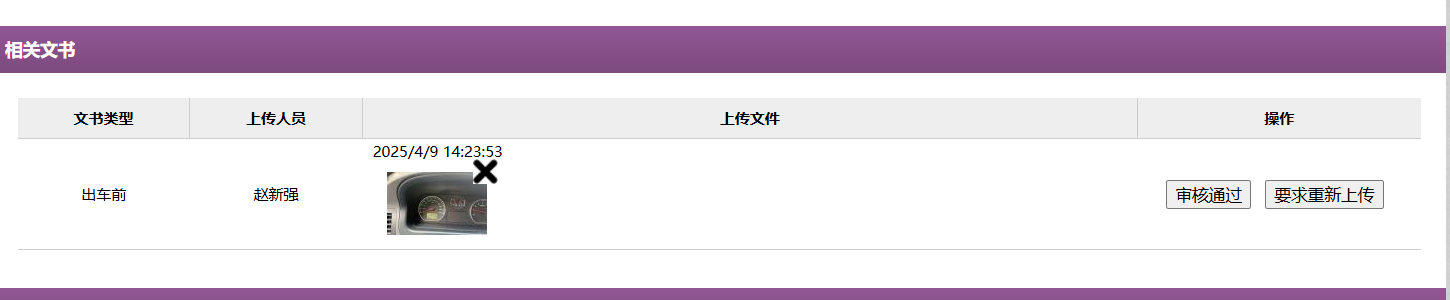 相关文书
文书类型 上传人员 上传文件 操作
2025/4/9 14:23:53
出车前 赵新强 审核通过 要求重新上传